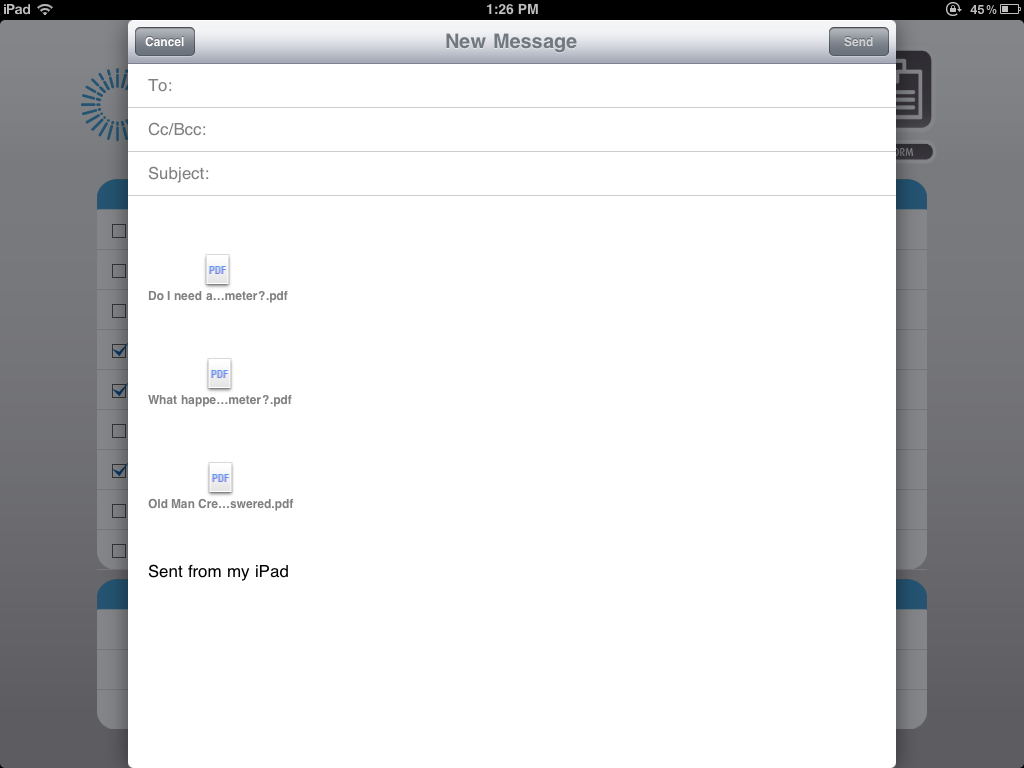 iPad 1:26 PM 45%
Cancel New Message Send
To:
Cc/Bcc:
ORM
Subject:
PDF
Do I need a...meter?.pdf
PDF
What happe...meter?.pdf
PDF
Old Man Cre...swered.pdf
Sent from my iPad